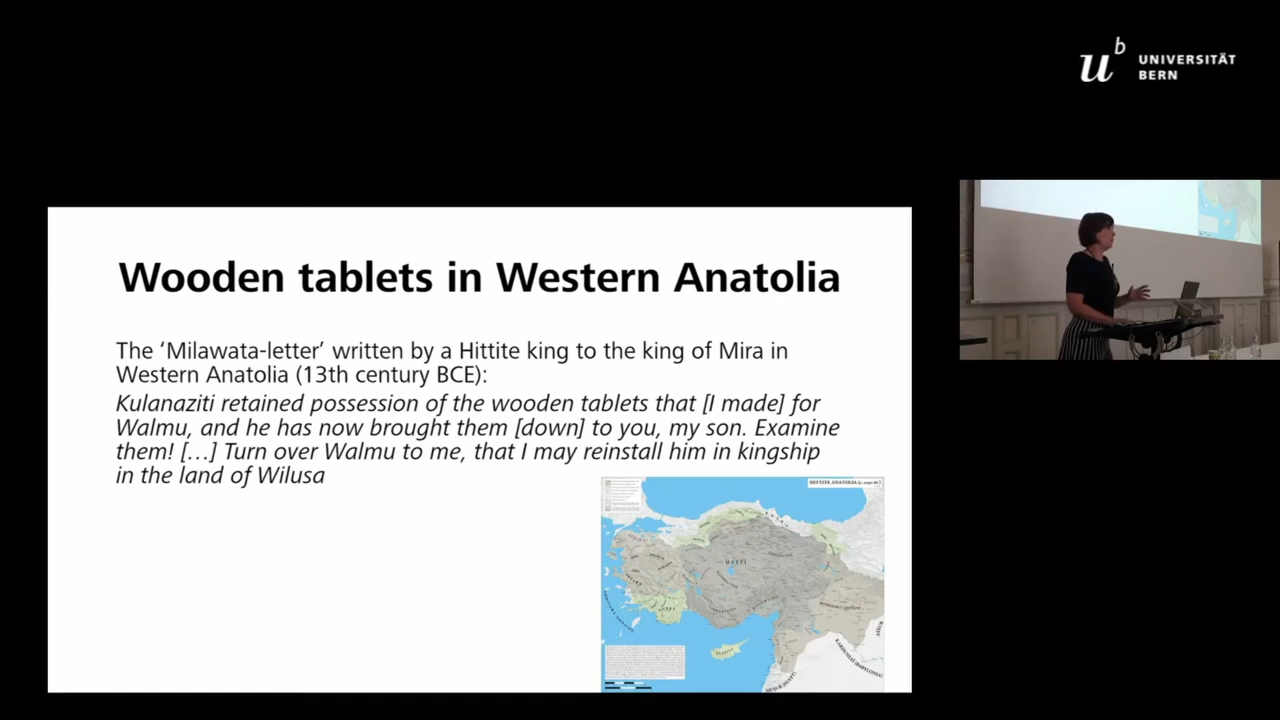 u
b
UNIVERSITÄT
BERN
Wooden tablets in Western Anatolia
The ‘Milawata-letter’ written by a Hittite king to the king of Mira in
Western Anatolia (13th century BCE):
Kulanaziti retained possession of the wooden tablets that [I made] for
Walmu, and he has now brought them [down] to you, my son. Examine
them! […] Turn over Walmu to me, that I may reinstall him in kingship
in the land of Wilusa
HITTITE ANATOLIA
HATTI
ALASIJA